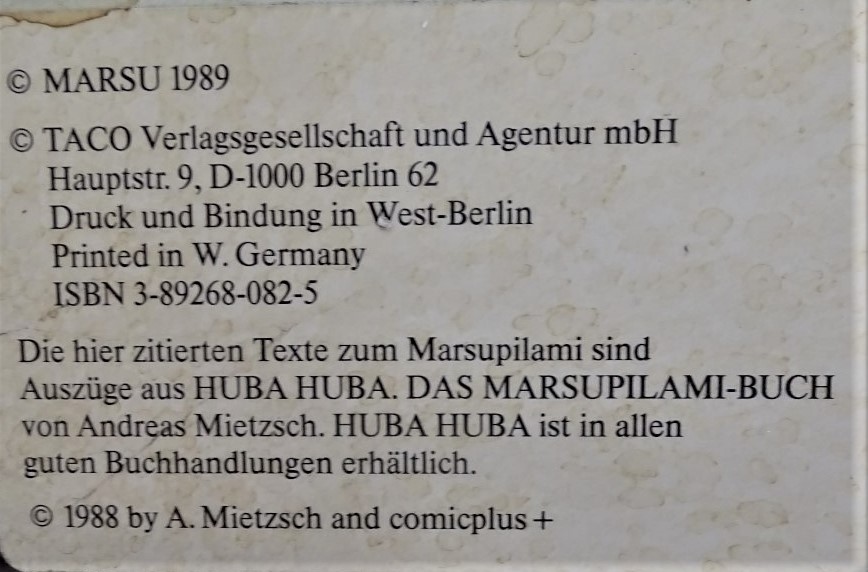 © MARSU 1989
© TACO Verlagsgesellschaft und Agentur mbH
Hauptstr. 9, D-1000 Berlin 62
Druck und Bindung in West-Berlin
Printed in W. Germany
ISBN 3-89268-082-5
Die hier zitierten Texte zum Marsupilami sind
Auszüge aus HUBA HUBA. DAS MARSUPILAMI-BUCH
von Andreas Mietzsch. HUBA HUBA ist in allen
guten Buchhandlungen erhältlich.
© 1988 by A. Mietzsch and comicplus+